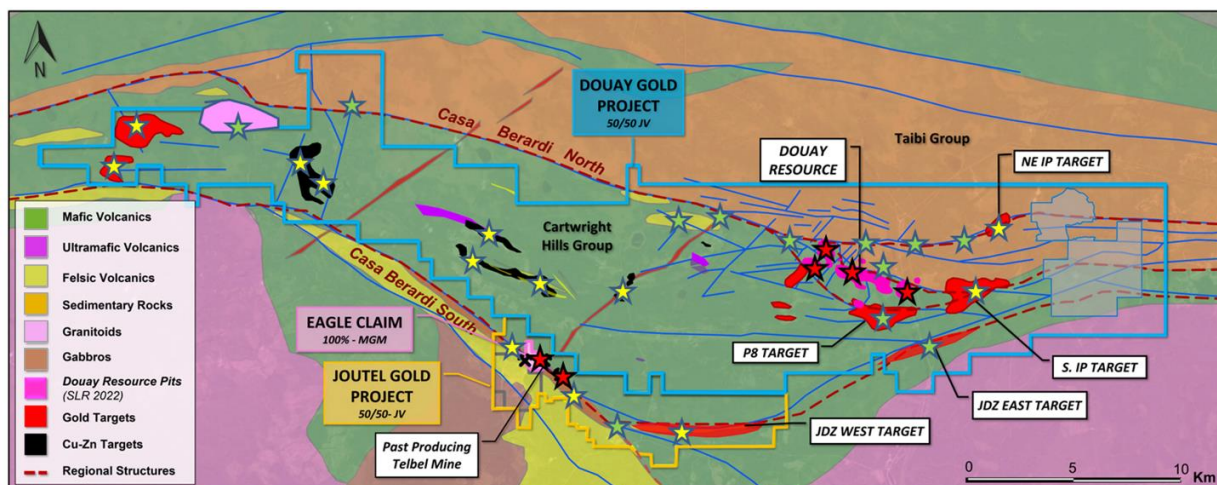 N
DOUAY GOLD
PROJECT
50/50 JV
Casa Berardi North
Taibi Group
DOUAY
RESOURCE
NE IP TARGET
Cartwright
Hills Group
Mafic Volcanics
Ultramafic Volcanics
Felsic Volcanics
Sedimentary Rocks
Granitoids
Gabbros
Douay Resource Pits
(SLR 2022)
Gold Targets
Cu-Zn Targets
Regional Structures
Casa Berardi South
EAGLE CLAIM
100% - MGM
JOUTEL GOLD
PROJECT
50/50- JV
Past Producing
Telbel Mine
P8 TARGET
S. IP TARGET
JDZ EAST TARGET
JDZ WEST TARGET
0 5 10
Km